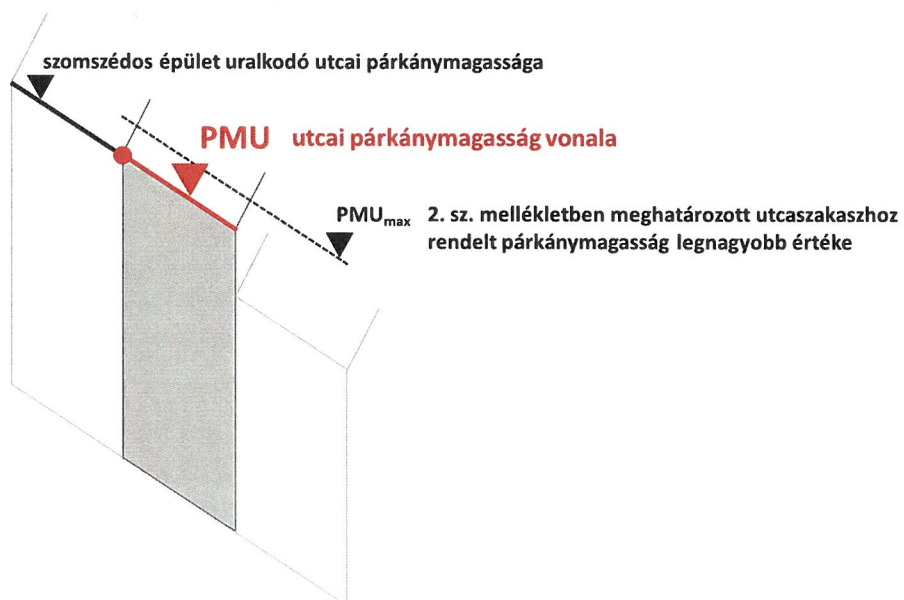 szomszédos épület uralkodó utcai párkánymagassága
PMU utcai párkánymagasság vonala
PMUmax 2. sz. mellékletben meghatározott utcaszakaszhoz
rendelt párkánymagasság legnagyobb értéke